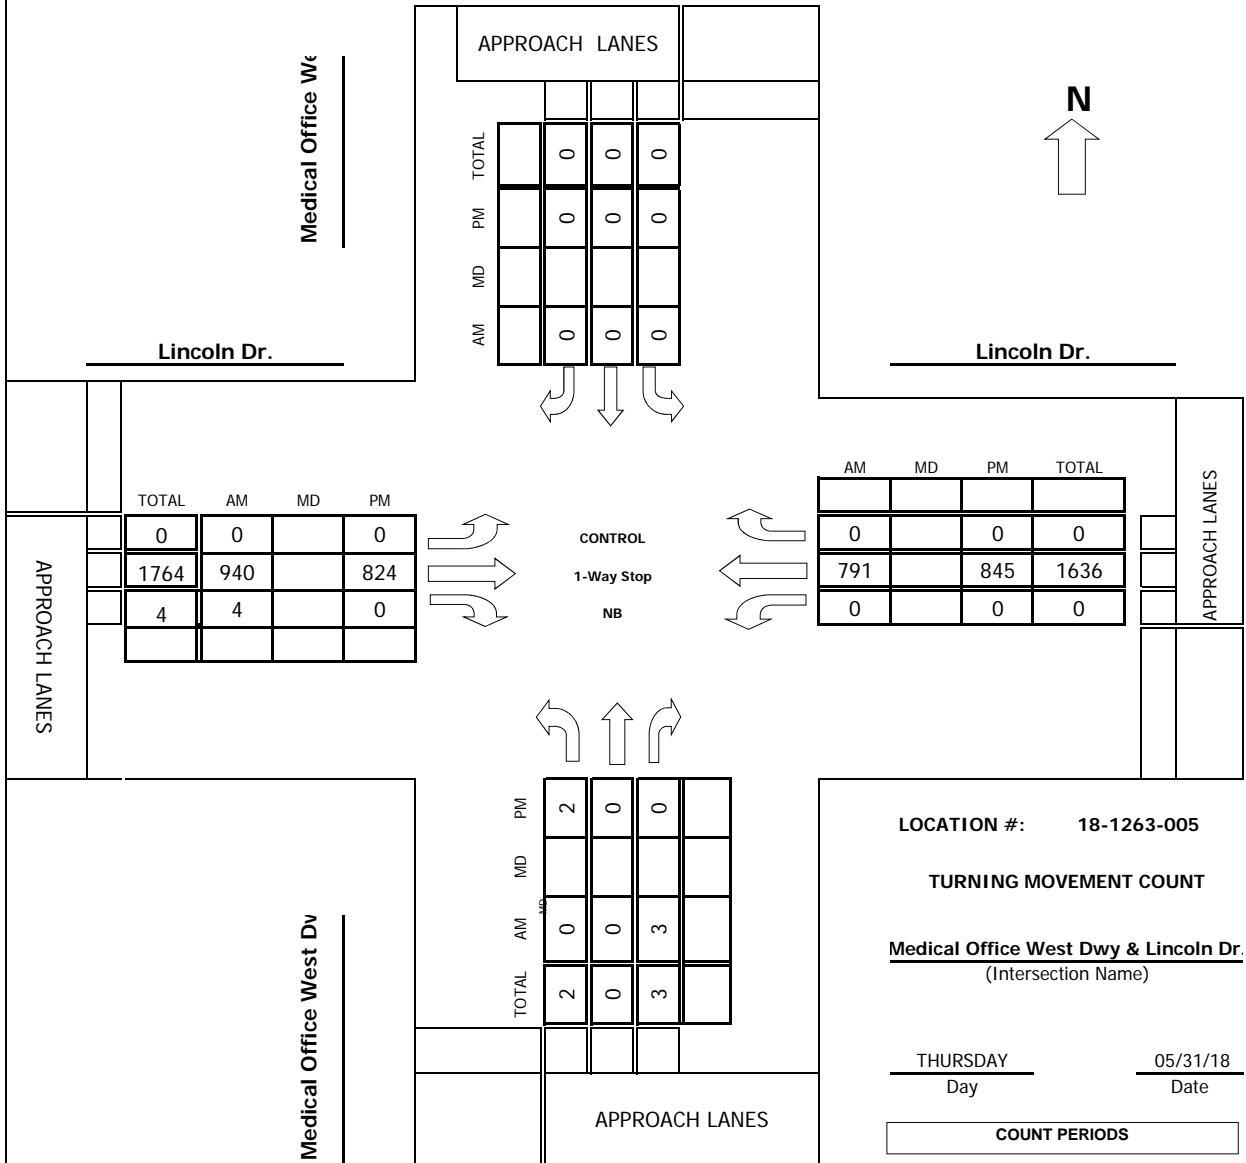 APPROACH LANES
Medical Office We
N
TOTAL 0 0 0
PM 0 0 0
MD
AM 0 0 0
Lincoln Dr.
Lincoln Dr.
AM MD PM TOTAL
TOTAL AM MD PM
0 0 0
CONTROL
0 0 0
1764 940 824
1-Way Stop
791 845 1636
4 4 0
NB
0 0 0
APPROACH LANES
APPROACH LANES
PM 2 0 0
MD
MD
AM 0 0 3
TOTAL 2 0 3
LOCATION #: 18-1263-005
TURNING MOVEMENT COUNT
Medical Office West Dwy & Lincoln Dr.
(Intersection Name)
Medical Office West Dv
THURSDAY 05/31/18
Day Date
APPROACH LANES
COUNT PERIODS